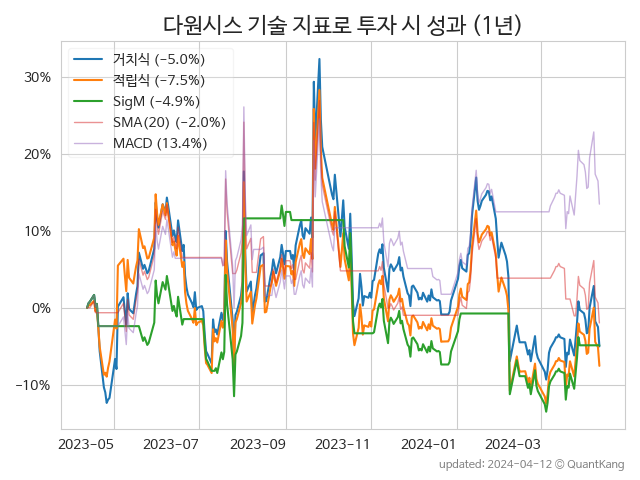 다원시스 기술 지표로 투자 시 성과 (1년)
거치식 (−5.0%)
적립식 (−7.5%)
SigM (−4.9%)
SMA(20) (−2.0%)
MACD (13.4%)
30%
20%
10%
0%
−10%
2023-05 2023-07 2023-09 2023-11 2024-01 2024-03
updated: 2024-04-12 © QuantKang